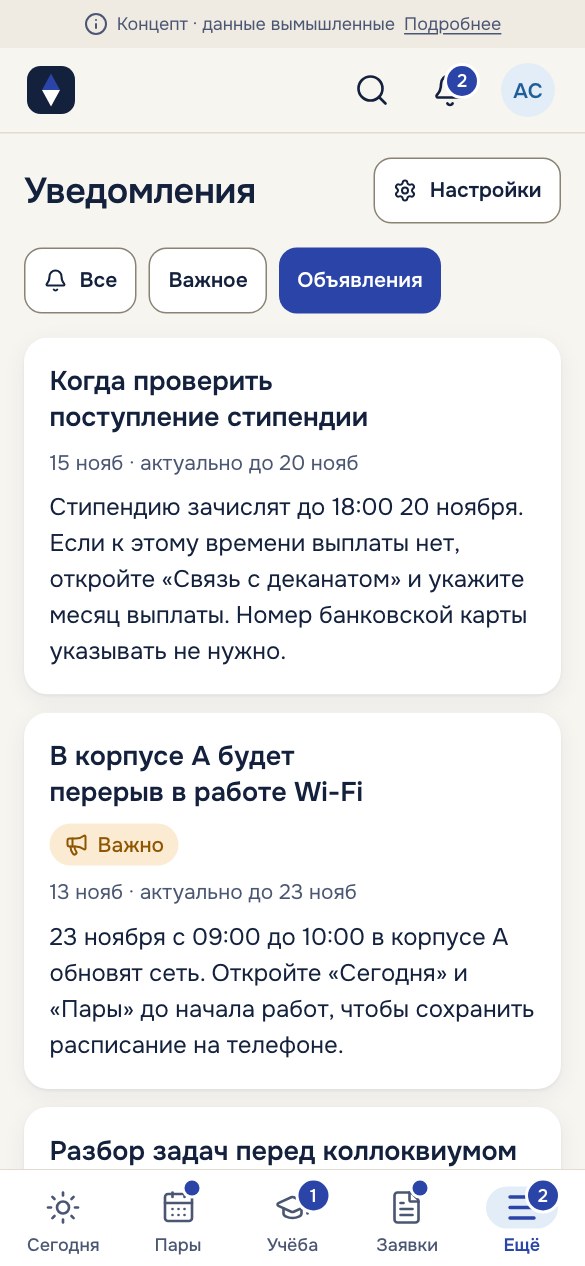 Концепт · данные вымышленные Подробнее
2
АС
Уведомления
Настройки
Все
Важное
Объявления
Когда проверить
поступление стипендии
15 нояб · актуально до 20 нояб
Стипендию зачислят до 18:00 20 ноября.
Если к этому времени выплаты нет,
откройте «Связь с деканатом» и укажите
месяц выплаты. Номер банковской карты
указывать не нужно.
В корпусе А будет
перерыв в работе Wi-Fi
Важно
13 нояб · актуально до 23 нояб
23 ноября с 09:00 до 10:00 в корпусе А
обновят сеть. Откройте «Сегодня» и
«Пары» до начала работ, чтобы сохранить
расписание на телефоне.
Разбор задач перед коллоквиумом
1
2
Сегодня
Пары
Учёба
Заявки
Ещё